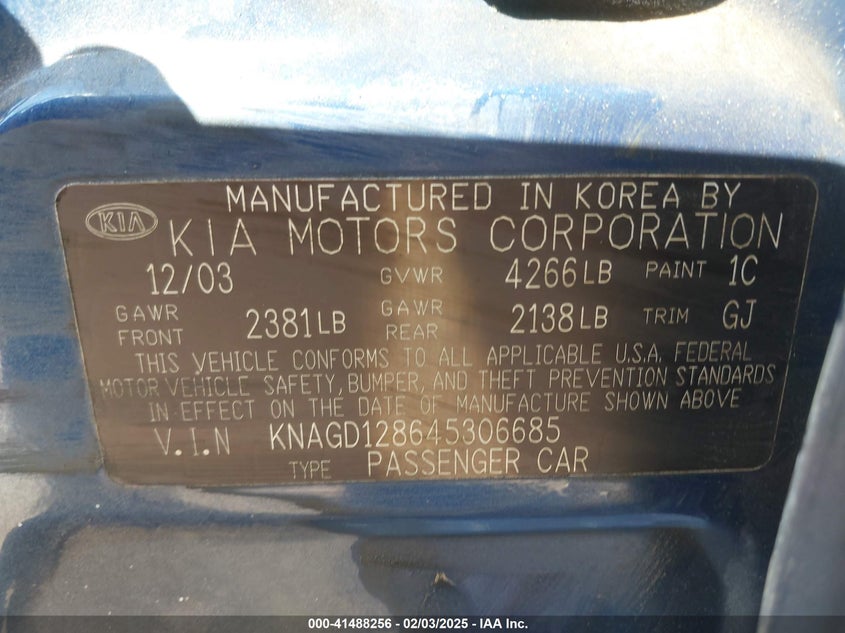 MANUFACTURED IN KOREA BY
KIA KIA MOTORS CORPORATION
12/03 GVWR 4266LB PAINT 1C
GAWR FRONT 2381LB GAWR REAR 2138LB TRIM GJ
THIS VEHICLE CONFORMS TO ALL APPLICABLE U.S.A. FEDERAL
MOTOR VEHICLE SAFETY, BUMPER, AND THEFT PREVENTION STANDARDS
IN EFFECT ON THE DATE OF MANUFACTURE SHOWN ABOVE
V.I.N KNAGD128645306685
TYPE PASSENGER CAR
000-41488256 - 02/03/2025 - IAA Inc.